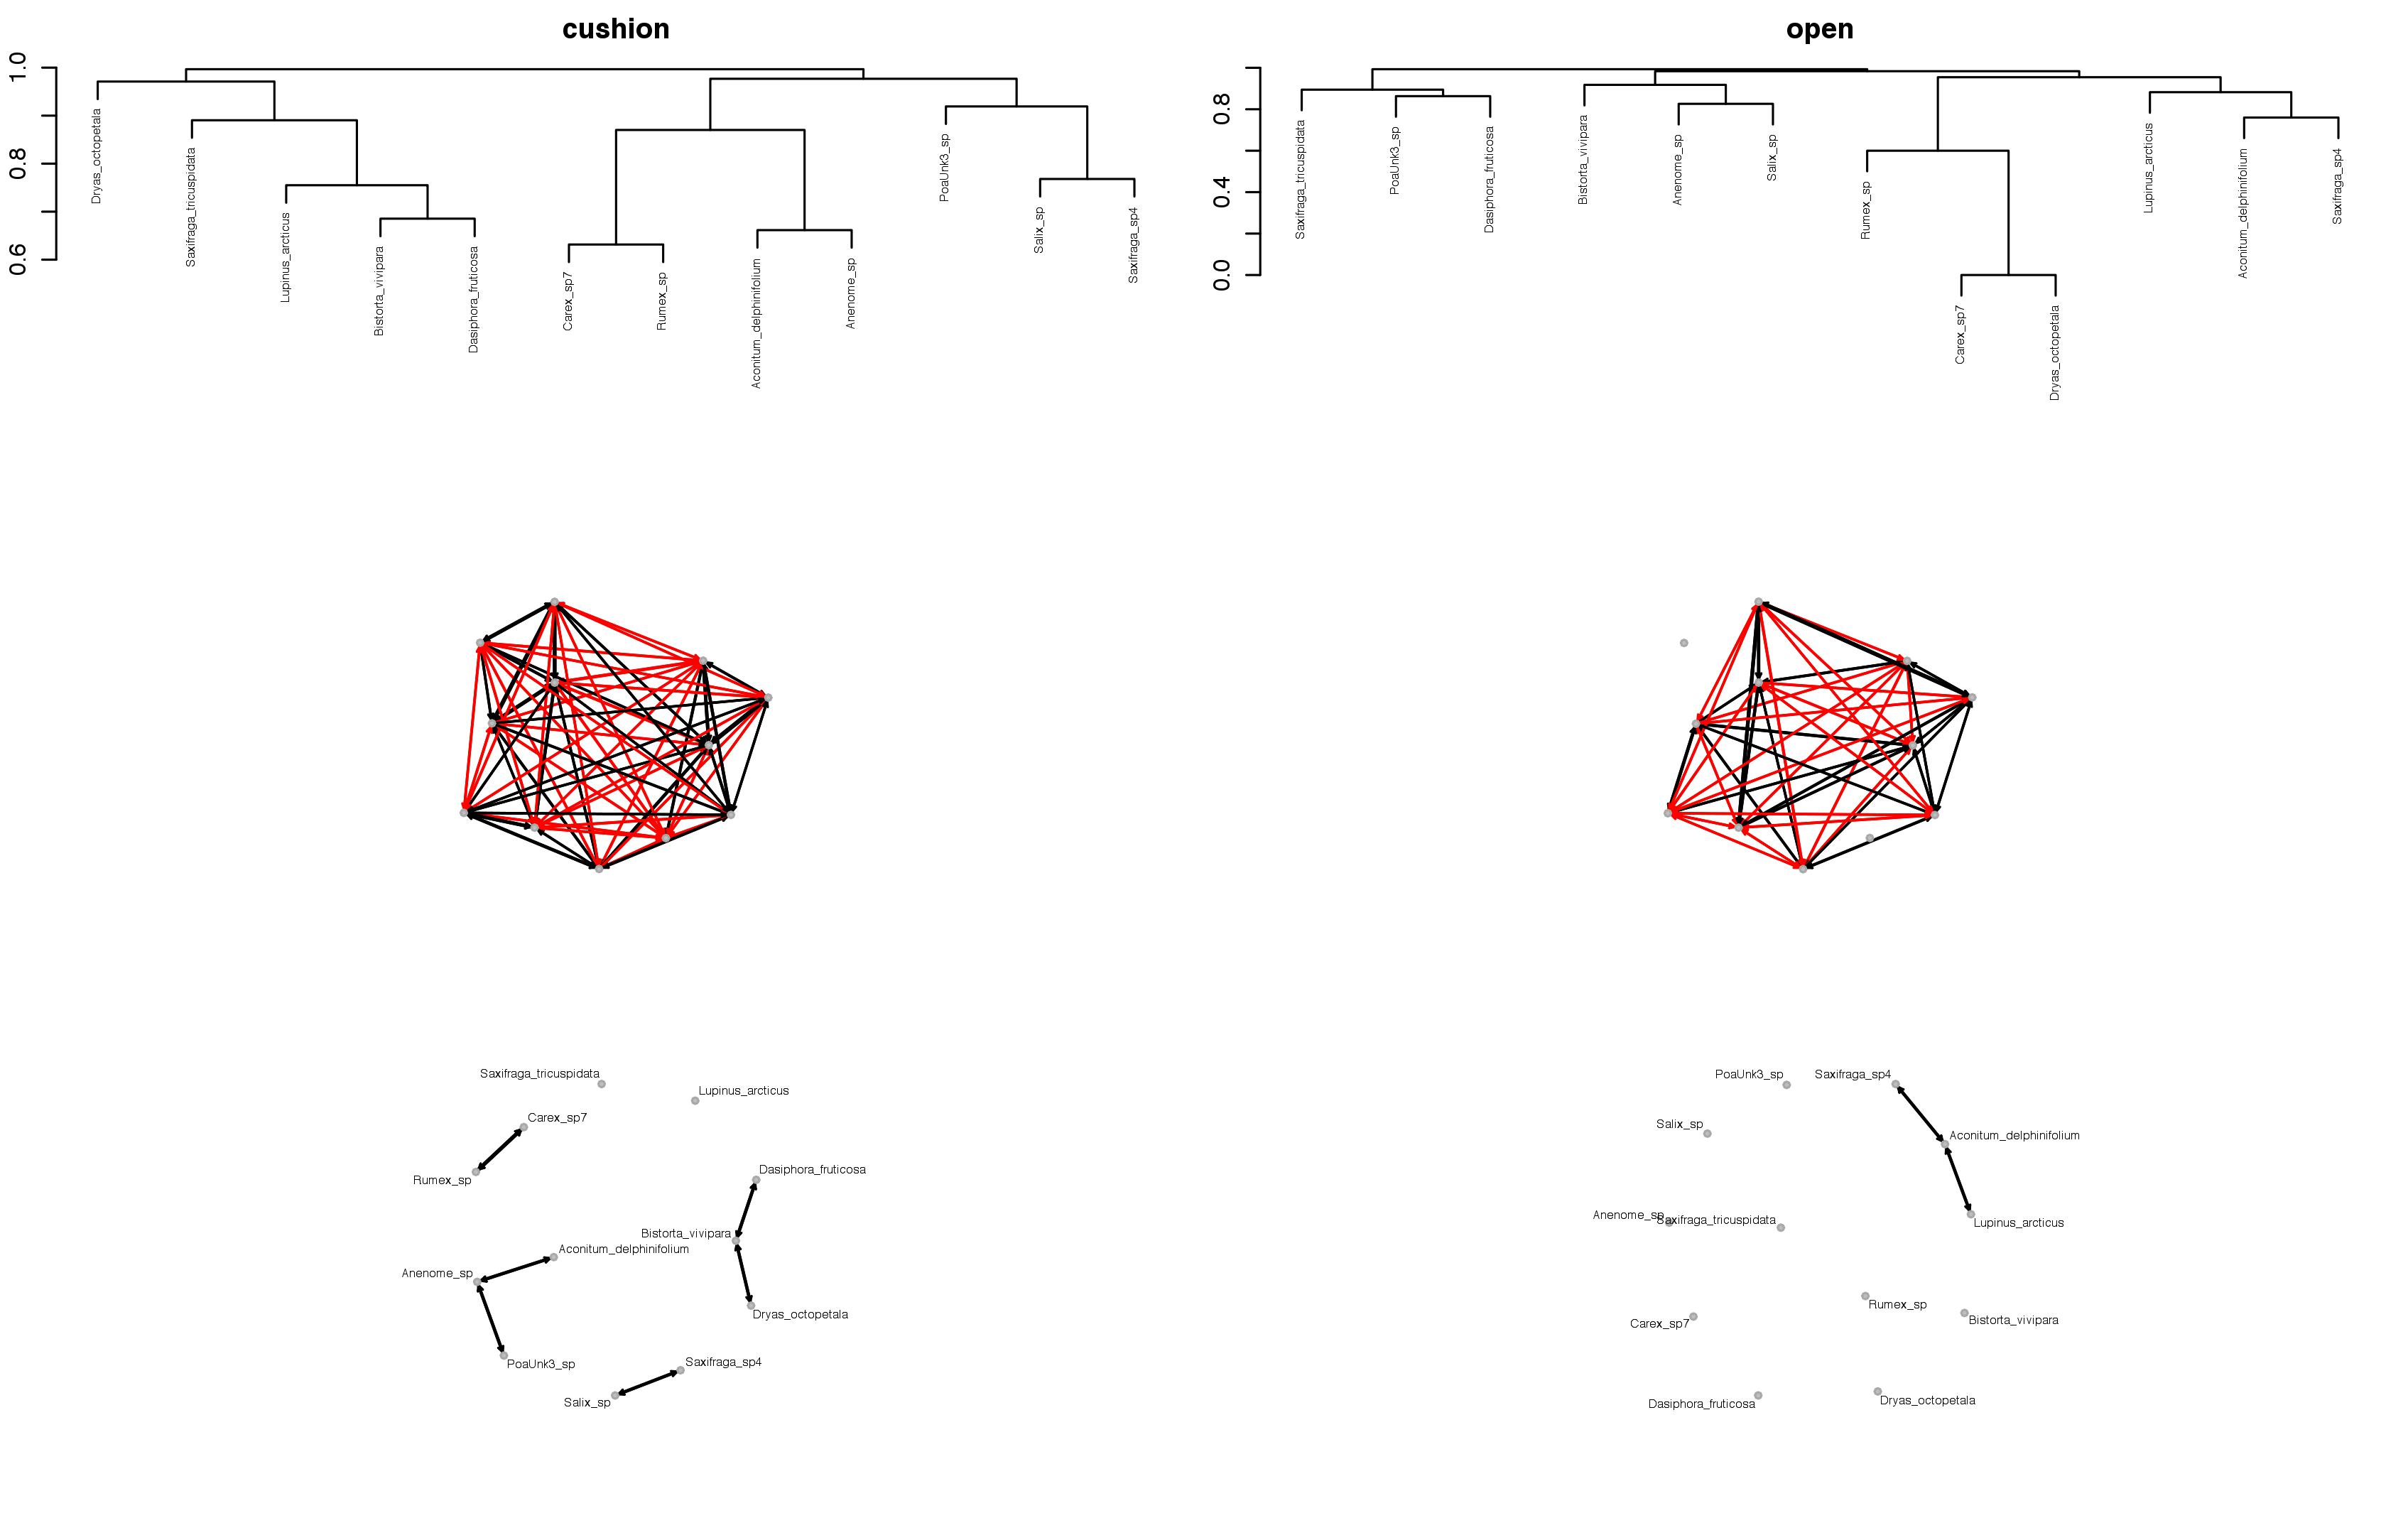 cushion
open
1.0
0.8
0.6
Dryas_octopetala
Saxifraga_tricuspidata
Lupinus_arcticus
Bistorta_vivipara
Dasiphora_fruticosa
Carex_sp7
Rumex_sp
Aconitum_delphinifolium
Anenome_sp
PoaUnk3_sp
Salix_sp
Saxifraga_sp4
0.8
0.4
0.0
Saxifraga_tricuspidata
PoaUnk3_sp
Dasiphora_fruticosa
Bistorta_vivipara
Anenome_sp
Salix_sp
Rumex_sp
Carex_sp7
Dryas_octopetala
Lupinus_arcticus
Aconitum_delphinifolium
Saxifraga_sp4
Saxifraga_tricuspidata
Lupinus_arcticus
Carex_sp7
Rumex_sp
Dasiphora_fruticosa
Bistorta_vivipara
Aconitum_delphinifolium
Anenome_sp
Dryas_octopetala
PoaUnk3_sp
Saxifraga_sp4
Salix_sp
PoaUnk3_sp
Saxifraga_sp4
Salix_sp
Aconitum_delphinifolium
Anenome_sp
Saxifraga_tricuspidata
Lupinus_arcticus
Rumex_sp
Carex_sp7
Bistorta_vivipara
Dasiphora_fruticosa
Dryas_octopetala